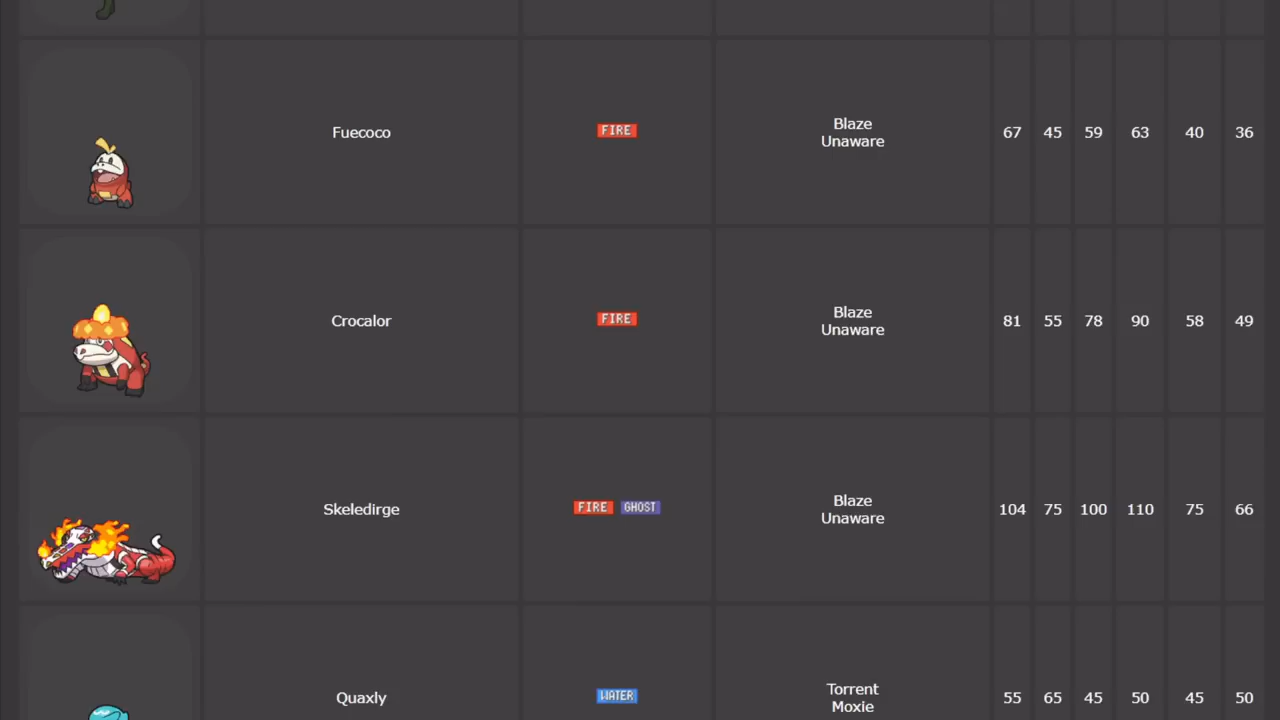 Fuecoco FIRE Blaze Unaware 67 45 59 63 40 36
Crocalor FIRE Blaze Unaware 81 55 78 90 58 49
Skeledirge FIRE GHOST Blaze Unaware 104 75 100 110 75 66
Quaxly WATER Torrent Moxie 55 65 45 50 45 50